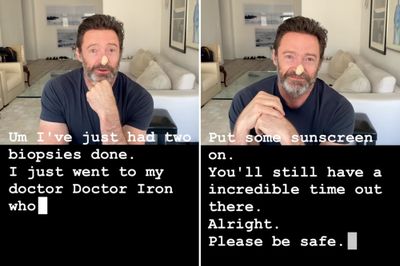 Um I've just had two
biopsies done.
I just went to my
doctor Doctor Iron
who
Put some sunscreen
on.
You'll still have a
incredible time out
there.
Alright.
Please be safe.